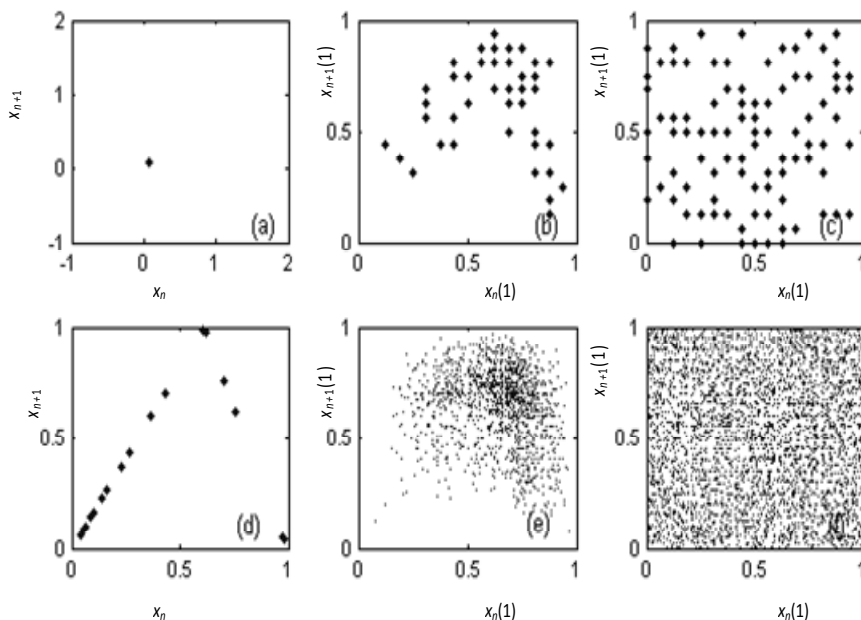 2 1 1
x_{n+1} x_{n+1}(1) x_{n+1}(1)
1 0.5 0.5
0
(a) (b) (c)
-1 0 0
-1 0 1 2 0 0.5 1 0 0.5 1
x_n x_n(1) x_n(1)
1 1 1
x_{n+1} x_{n+1}(1) x_{n+1}(1)
0.5 0.5 0.5
(d) (e) (f)
0 0 0
0 0.5 1 0 0.5 1 0 0.5 1
x_n x_n(1) x_n(1)